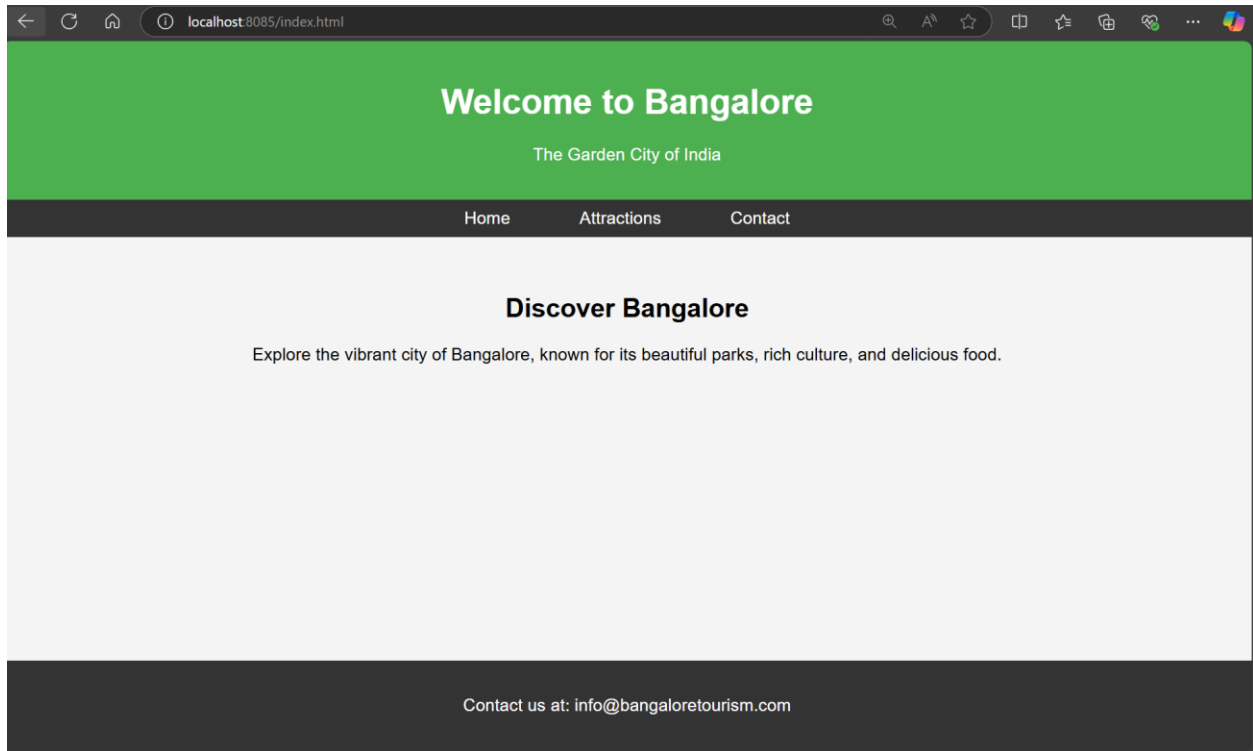 localhost:8085/index.html
Welcome to Bangalore
The Garden City of India
Home Attractions Contact
Discover Bangalore
Explore the vibrant city of Bangalore, known for its beautiful parks, rich culture, and delicious food.
Contact us at: info@bangaloretourism.com